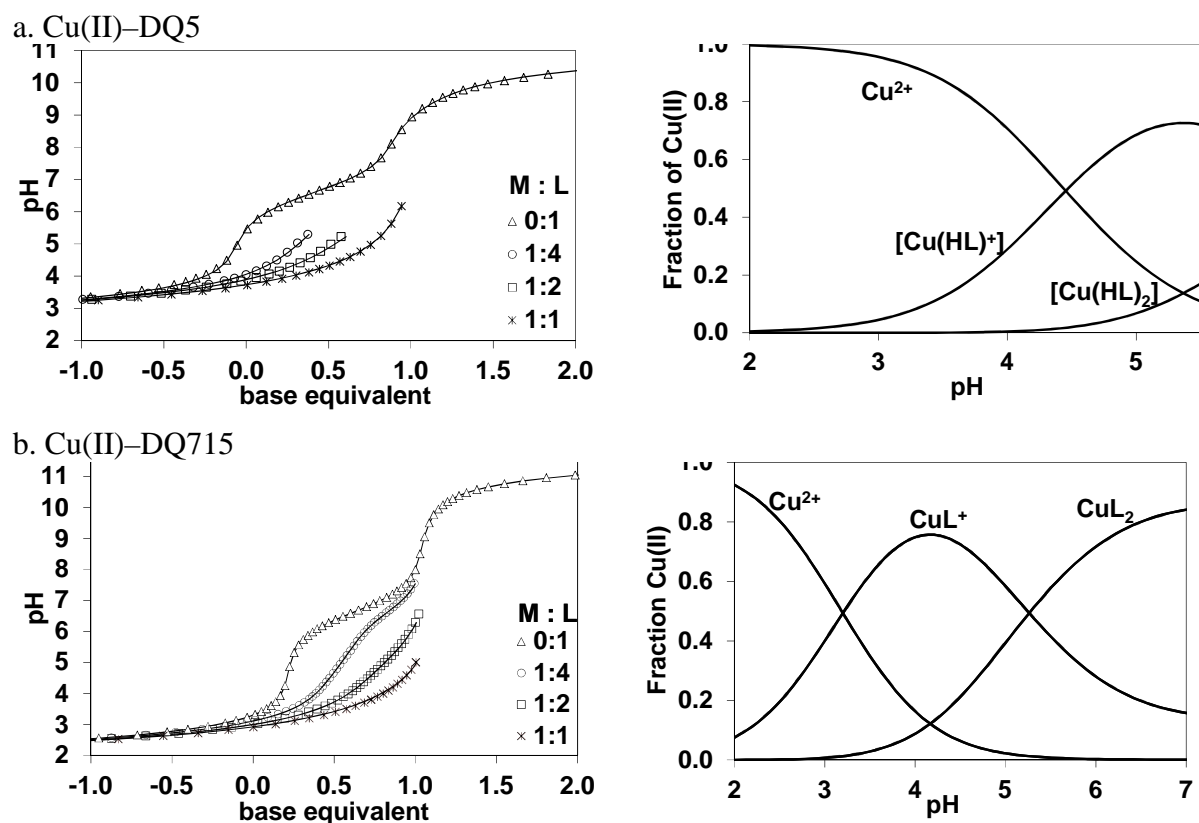 a. Cu(II)–DQ5
11
10
9
8
7
6
5
4
3
2
pH
M : L
0:1
1:4
1:2
1:1
-1.0 -0.5 0.0 0.5 1.0 1.5 2.0
base equivalent
1.0
0.8
0.6
0.4
0.2
0.0
Fraction of Cu(II)
Cu²⁺
[Cu(HL)⁺]
[Cu(HL)₂]
2 3 4 5
pH
b. Cu(II)–DQ715
11
10
9
8
7
6
5
4
3
2
pH
M : L
0:1
1:4
1:2
1:1
-1.0 -0.5 0.0 0.5 1.0 1.5 2.0
base equivalent
1.0
0.8
0.6
0.4
0.2
0.0
Fraction Cu(II)
Cu²⁺
CuL⁺
CuL₂
2 3 4 5 6 7
pH